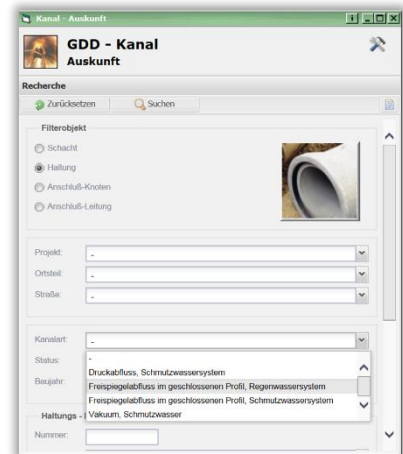 Kanal - Auskunft
GDD - Kanal
Auskunft
Recherche
Zurücksetzen Suchen
Filterobjekt
Schacht
Haltung
Anschluß-Knoten
Anschluß-Leitung
Projekt: -
Ortsteil: -
Straße: -
Kanalart: -
Status: -
Druckabfluss, Schmutzwassersystem
Baujahr: Freispiegelabfluss im geschlossenen Profil, Regenwassersystem
Freispiegelabfluss im geschlossenen Profil, Schmutzwassersystem
Haltungs - Vakuum, Schmutzwasser
Nummer: